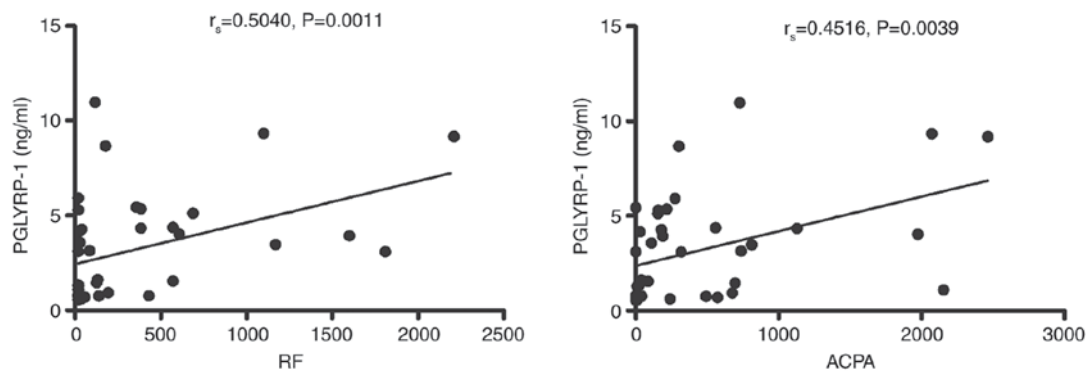 rs=0.5040, P=0.0011
15
10
5
0
PGLYRP-1 (ng/ml)
0 500 1000 1500 2000 2500
RF
rs=0.4516, P=0.0039
15
10
5
0
PGLYRP-1 (ng/ml)
0 1000 2000 3000
ACPA